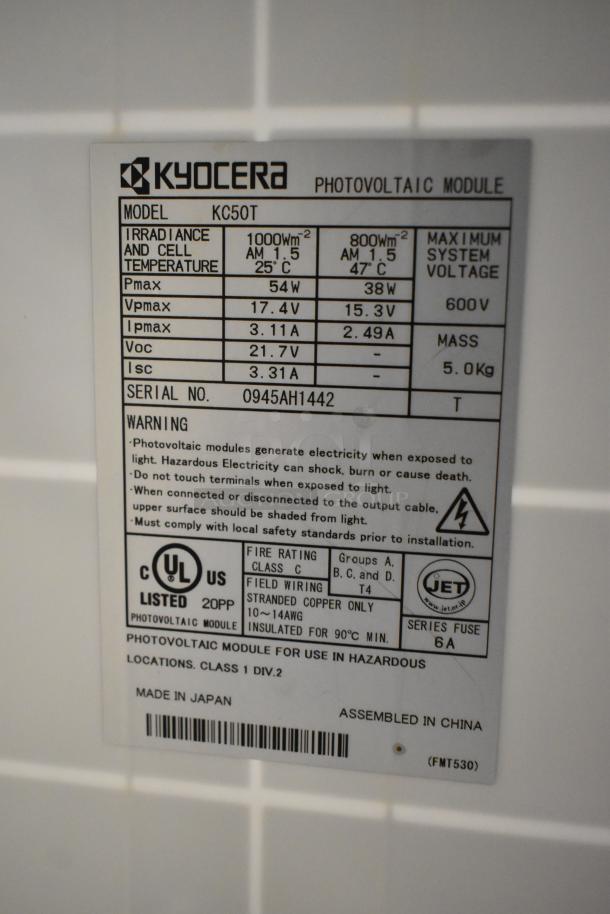 KYOCERA
PHOTOVOLTAIC MODULE
MODEL KC50T
IRRADIANCE AND CELL TEMPERATURE 1000Wm⁻² AM 1.5 25°C 800Wm⁻² AM 1.5 47°C
MAXIMUM SYSTEM VOLTAGE
600V
Pmax 54W 38W
Vpmax 17.4V 15.3V
Ipmax 3.11A 2.49A
Voc 21.7V -
Isc 3.31A -
MASS
5.0Kg
SERIAL NO. 0945AH1442 T
WARNING
·Photovoltaic modules generate electricity when exposed to
light. Hazardous Electricity can shock, burn or cause death.
·Do not touch terminals when exposed to light.
·When connected or disconnected to the output cable,
upper surface should be shaded from light.
·Must comply with local safety standards prior to installation.
C UL US
LISTED 20PP
PHOTOVOLTAIC MODULE
FIRE RATING
CLASS C
Groups A,
B, C, and D.
T4
FIELD WIRING
STRANDED COPPER ONLY
10~14AWG
INSULATED FOR 90℃ MIN.
JET
www.jet.or.jp
SERIES FUSE
6A
PHOTOVOLTAIC MODULE FOR USE IN HAZARDOUS
LOCATIONS. CLASS 1 DIV.2
MADE IN JAPAN
ASSEMBLED IN CHINA
(FMT530)